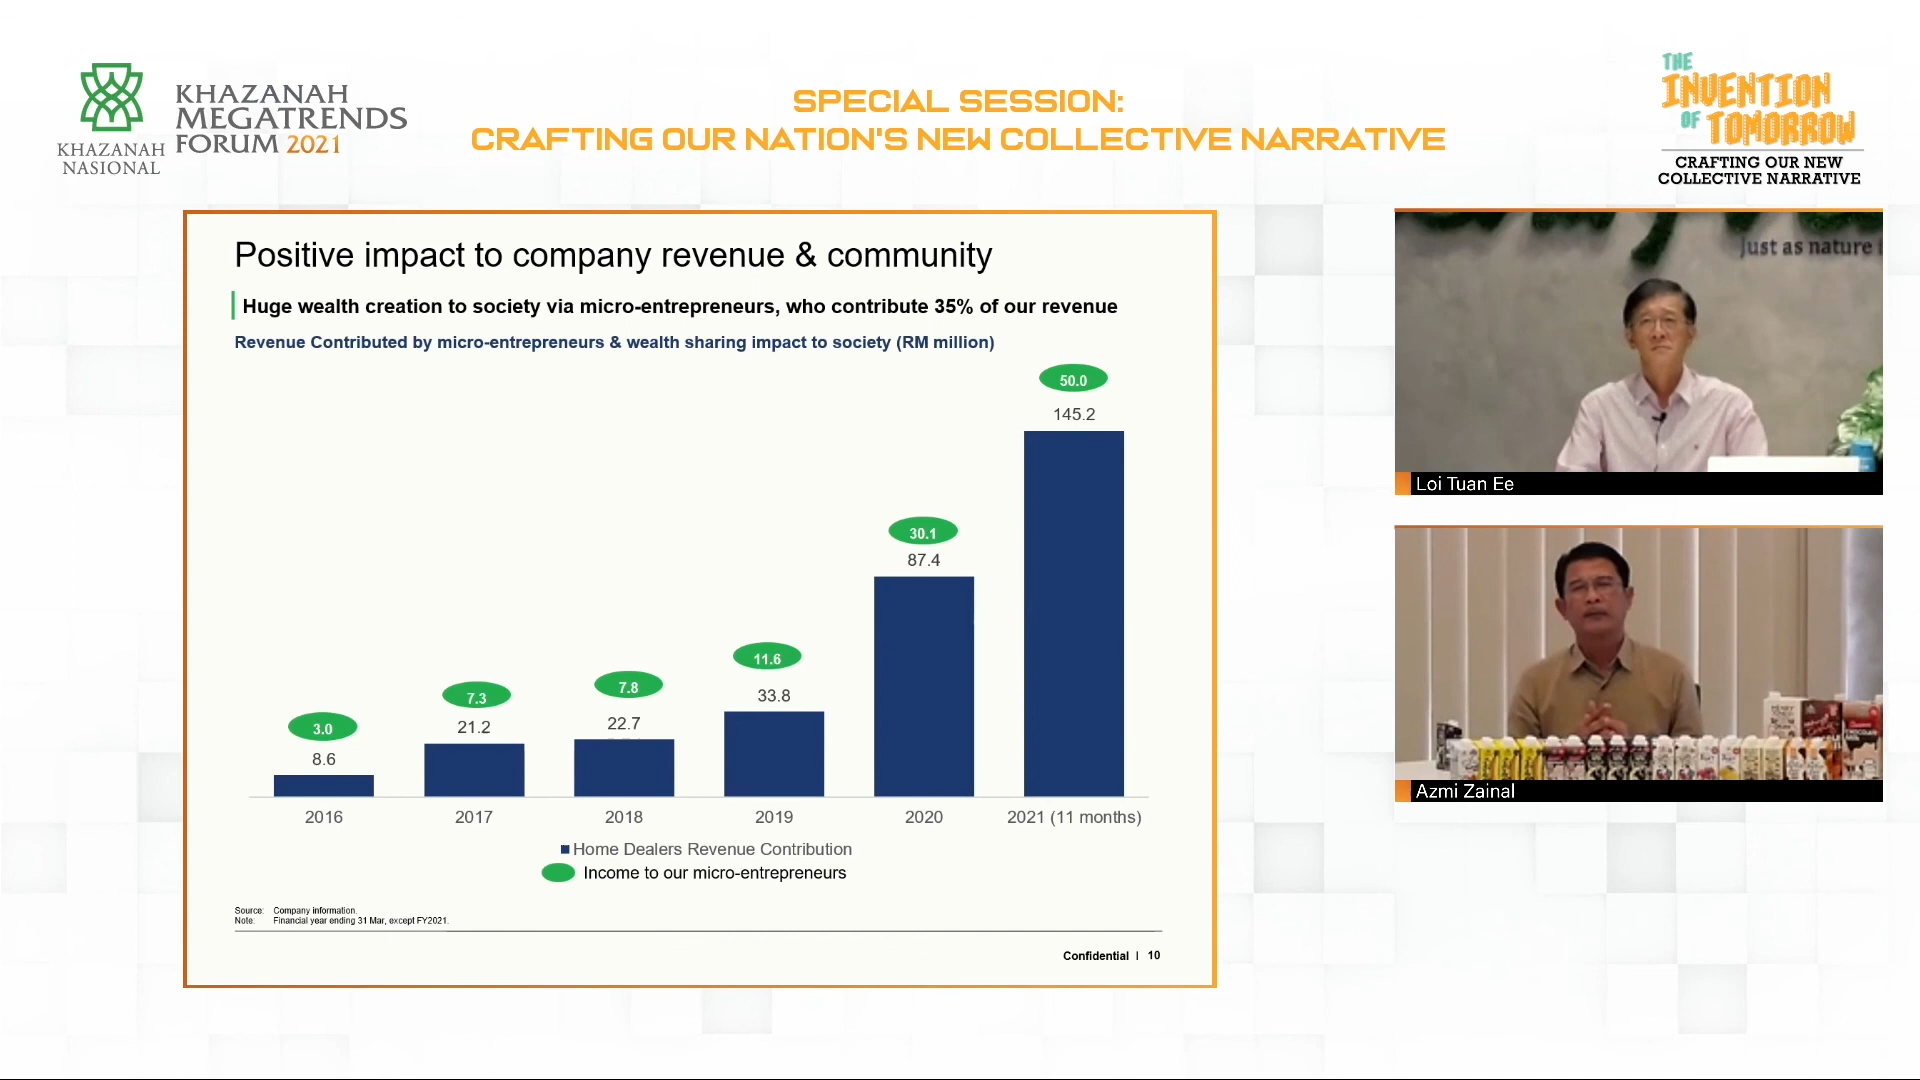 KHAZANAH
NASIONAL
KHAZANAH
MEGATRENDS
FORUM 2021
SPECIAL SESSION:
CRAFTING OUR NATION'S NEW COLLECTIVE NARRATIVE
THE
INVENTION
OF TOMORROW
CRAFTING OUR NEW
COLLECTIVE NARRATIVE
Positive impact to company revenue & community
Huge wealth creation to society via micro-entrepreneurs, who contribute 35% of our revenue
Revenue Contributed by micro-entrepreneurs & wealth sharing impact to society (RM million)
3.0
8.6
7.3
21.2
7.8
22.7
11.6
33.8
30.1
87.4
50.0
145.2
2016 2017 2018 2019 2020 2021 (11 months)
Home Dealers Revenue Contribution
Income to our micro-entrepreneurs
Source: Company information.
Note: Financial year ending 31 Mar, except FY2021.
Confidential | 10
Just as nature
Loi Tuan Ee
Azmi Zainal